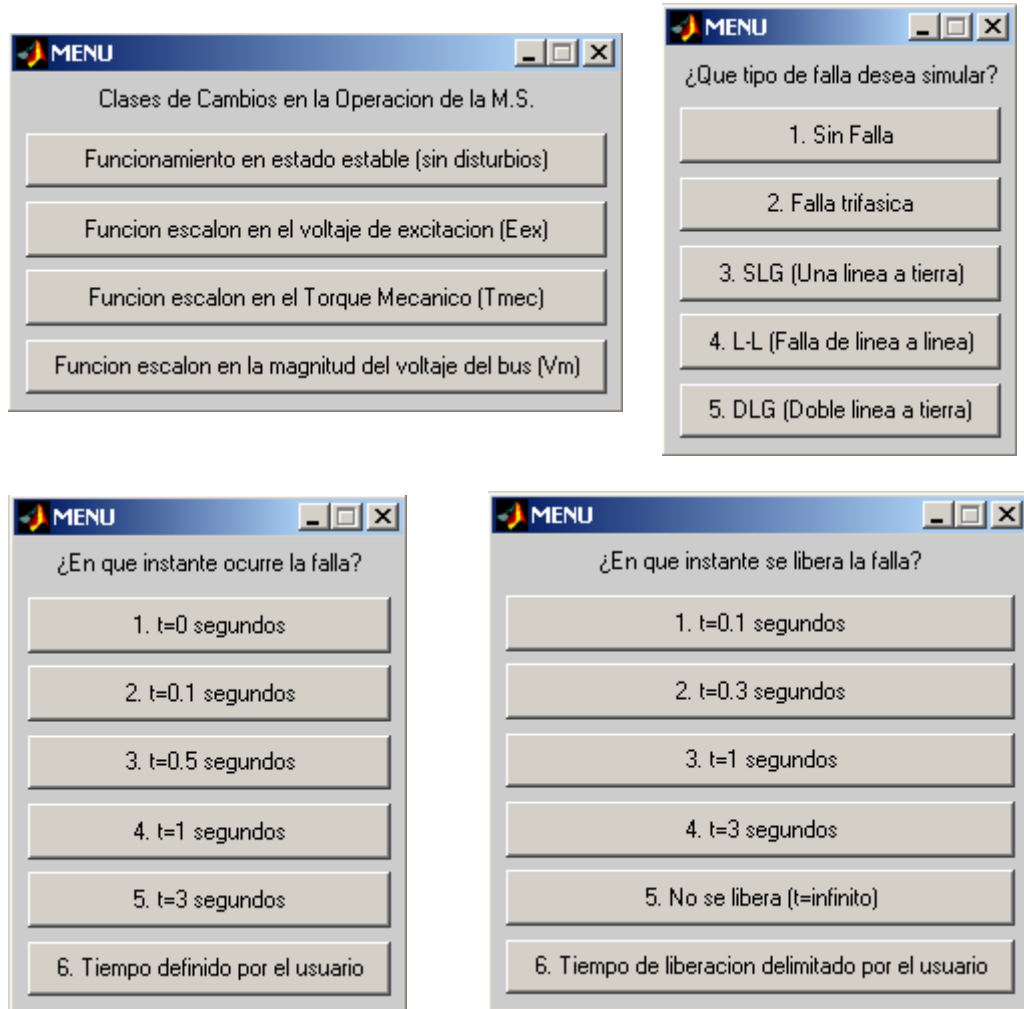 MENU
Clases de Cambios en la Operacion de la M.S.
Funcionamiento en estado estable (sin disturbios)
Funcion escalon en el voltaje de excitacion (Eex)
Funcion escalon en el Torque Mecanico (Tmec)
Funcion escalon en la magnitud del voltaje del bus (Vm)
MENU
¿Que tipo de falla desea simular?
1. Sin Falla
2. Falla trifasica
3. SLG (Una linea a tierra)
4. L-L (Falla de linea a linea)
5. DLG (Doble linea a tierra)
MENU
¿En que instante ocurre la falla?
1. t=0 segundos
2. t=0.1 segundos
3. t=0.5 segundos
4. t=1 segundos
5. t=3 segundos
6. Tiempo definido por el usuario
MENU
¿En que instante se libera la falla?
1. t=0.1 segundos
2. t=0.3 segundos
3. t=1 segundos
4. t=3 segundos
5. No se libera (t=infinito)
6. Tiempo de liberacion delimitado por el usuario